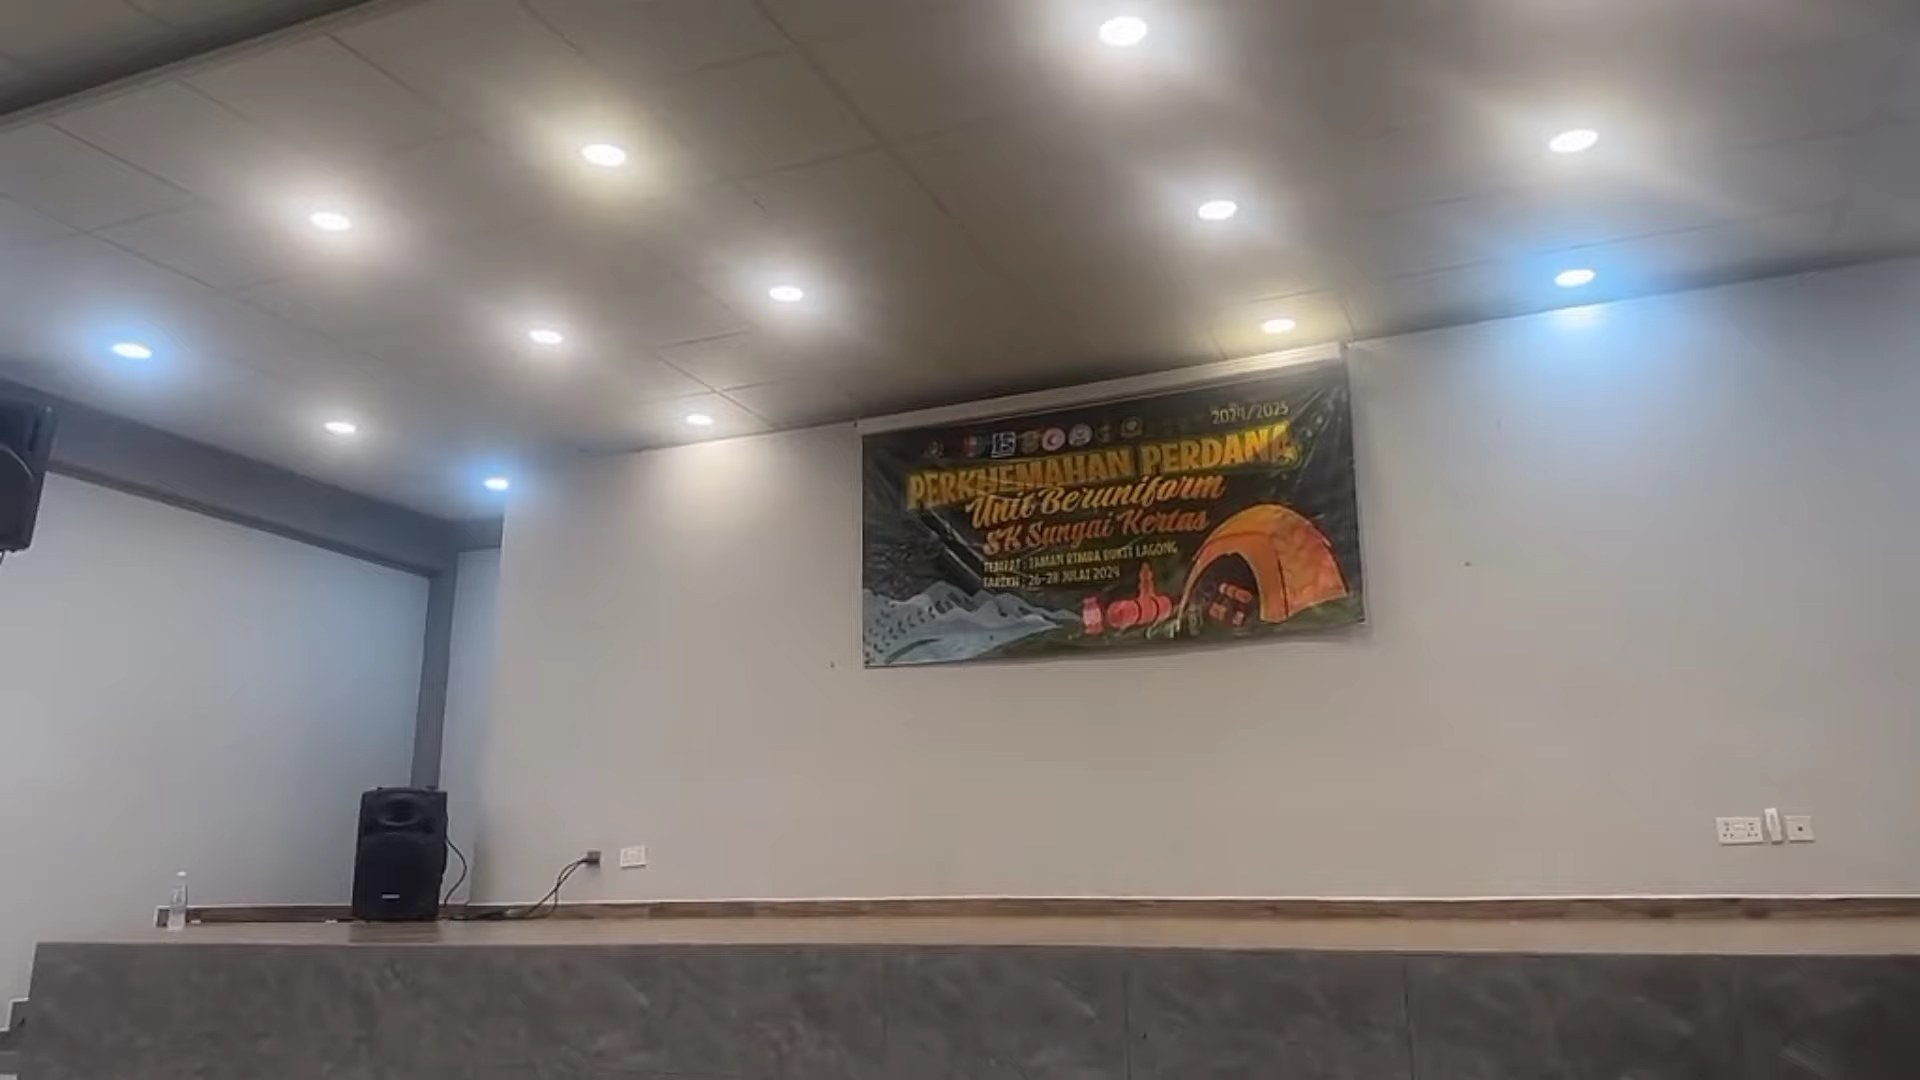 2024/2025
PERKHEMAHAN PERDANA
Unit Beruniform
SK Sungai Kertas
TEMPAT : TAMAN RIMBA BUKIT LAGONG
TARIKH : 26-28 JULAI 2024